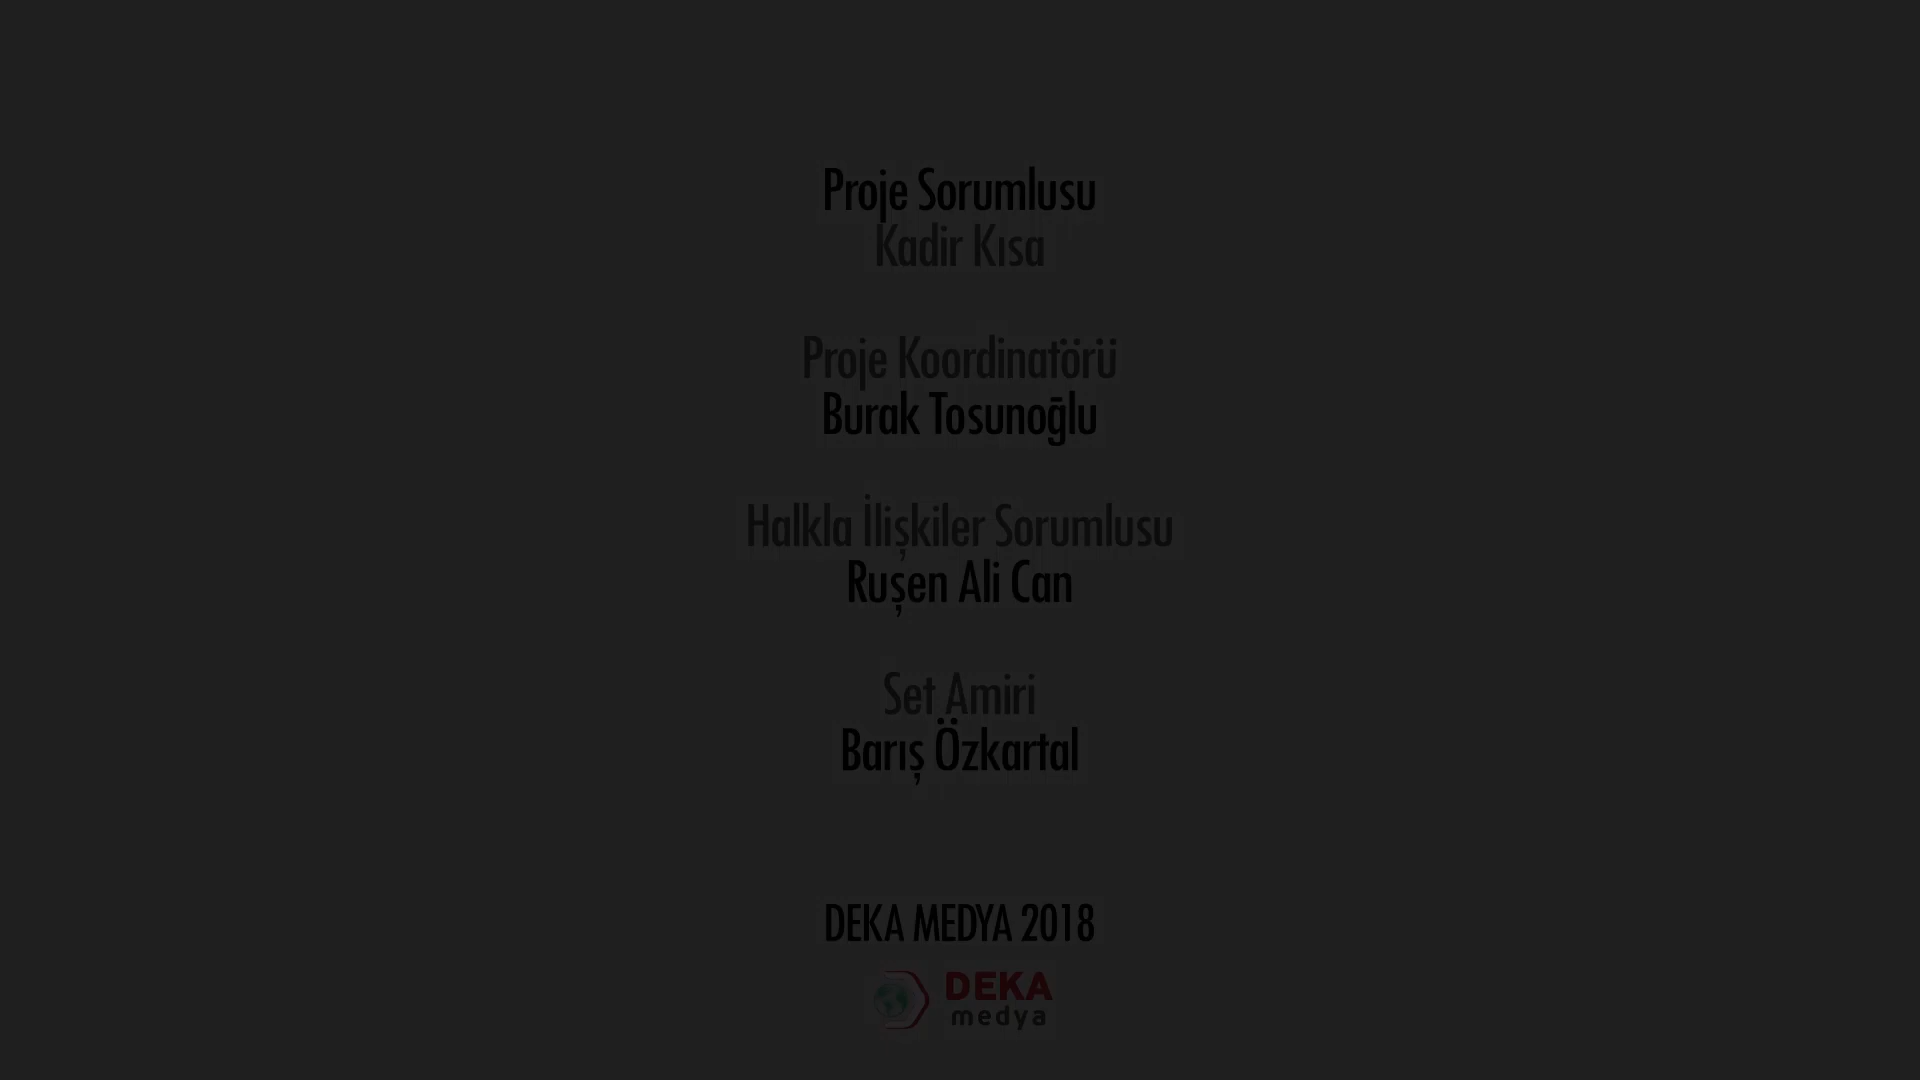 Proje Sorumlusu
Kadir Kısa
Proje Koordinatörü
Burak Tosunoğlu
Halkla İlişkiler Sorumlusu
Ruşen Ali Can
Set Amiri
Barış Özkartal
DEKA MEDYA 2018
DEKA
medya